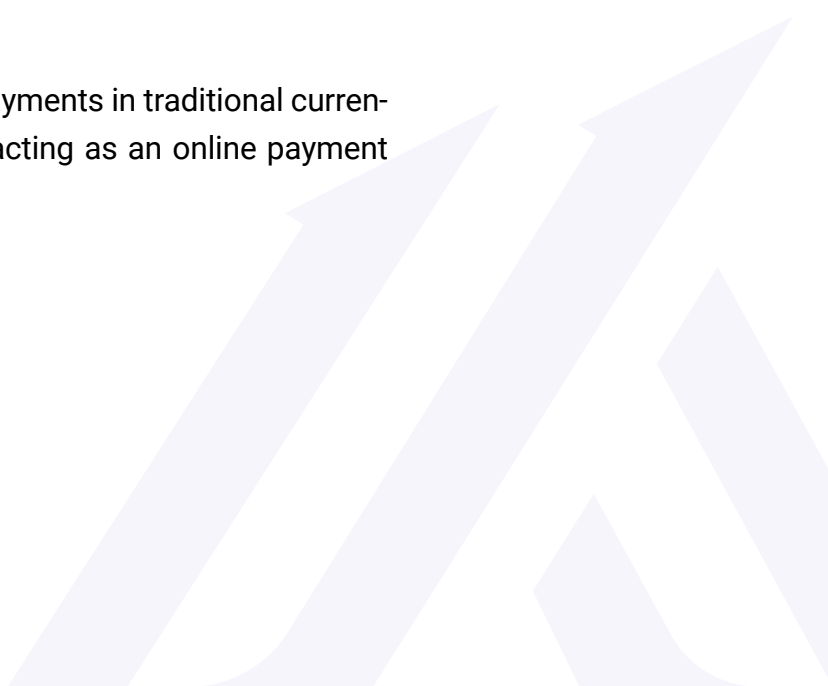 yments in traditional curren-
acting as an online payment